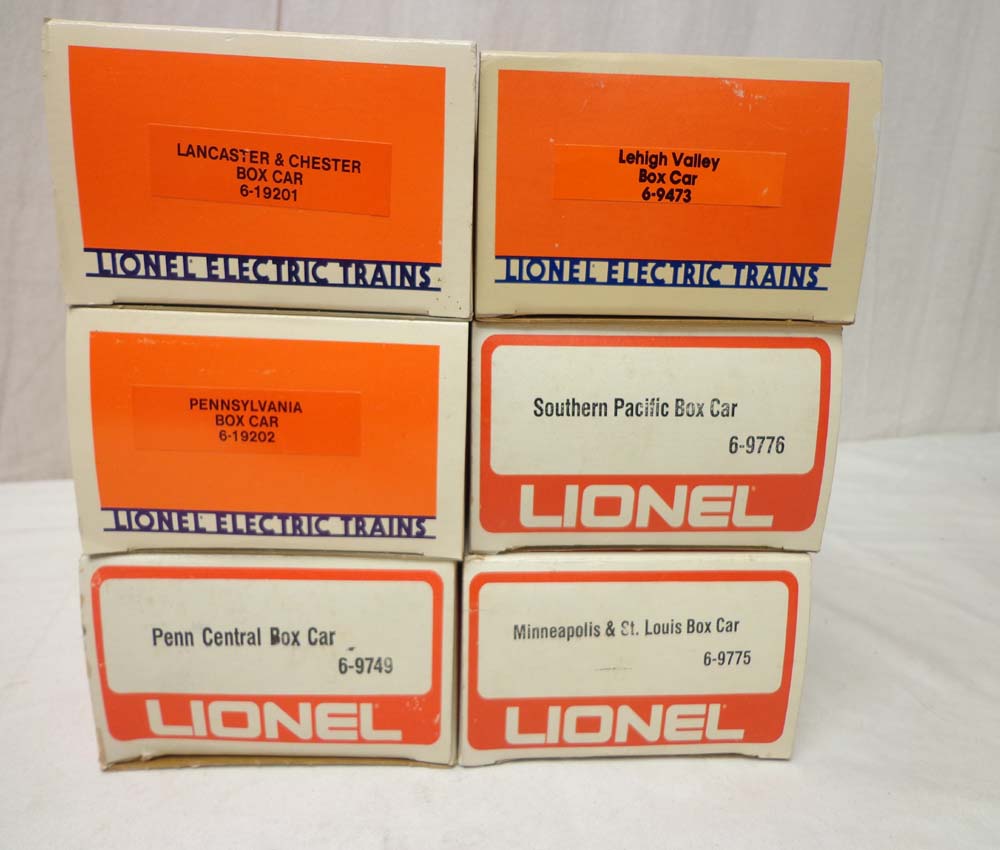 LANCASTER & CHESTER
BOX CAR
6-19201
LIONEL ELECTRIC TRAINS
Lehigh Valley
Box Car
6-9473
LIONEL ELECTRIC TRAINS
PENNSYLVANIA
BOX CAR
6-19202
LIONEL ELECTRIC TRAINS
Southern Pacific Box Car
6-9776
LIONEL
Penn Central Box Car
6-9749
LIONEL
Minneapolis & St. Louis Box Car
6-9775
LIONEL